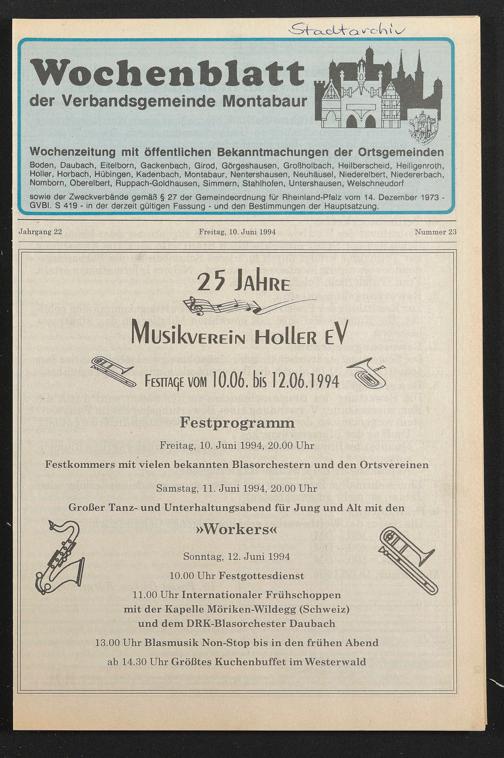 Stadtarchiv
Wochenblatt
der Verbandsgemeinde Montabaur
Wochenzeitung mit öffentlichen Bekanntmachungen der Ortsgemeinden
Boden, Daubach, Eitelborn, Gackenbach, Girod, Görgeshausen, Großholbach, Heilberscheid, Heiligenroth,
Holler, Horbach, Hübingen, Kadenbach, Montabaur, Nentershausen, Neuhäusel, Niederelbert, Niedererbach,
Nomborn, Oberelbert, Ruppach-Goldhausen, Simmern, Stahlhofen, Untershausen, Welschneudorf
sowie der Zweckverbände gemäß § 27 der Gemeindeordnung für Rheinland-Pfalz vom 14. Dezember 1973 -
GVBl. S 419 - in der derzeit gültigen Fassung - und den Bestimmungen der Hauptsatzung.
Jahrgang 22 Freitag, 10. Juni 1994 Nummer 23
25 Jahre
Musikverein Holler eV
Festtage vom 10.06. bis 12.06.1994
Festprogramm
Freitag, 10. Juni 1994, 20.00 Uhr
Festkommers mit vielen bekannten Blasorchestern und den Ortsvereinen
Samstag, 11. Juni 1994, 20.00 Uhr
Großer Tanz- und Unterhaltungsabend für Jung und Alt mit den
»Workers«
Sonntag, 12. Juni 1994
10.00 Uhr Festgottesdienst
11.00 Uhr Internationaler Frühschoppen
mit der Kapelle Möriken-Wildegg (Schweiz)
und dem DRK-Blasorchester Daubach
13.00 Uhr Blasmusik Non-Stop bis in den frühen Abend
ab 14.30 Uhr Größtes Kuchenbuffet im Westerwald